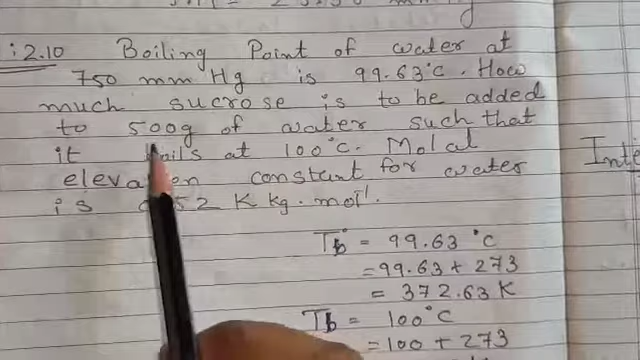 : 2.10 Boiling Point of water at
750 mm Hg is 99.63°C. How
much sucrose is to be added
to 500g of water such that
it boils at 100°C. Molal
constant for water Inte
is K kg. mol⁻¹.
T°b = 99.63 °C
= 99.63 + 273
= 372.63 K
Tb = 100°C
= 100 + 273